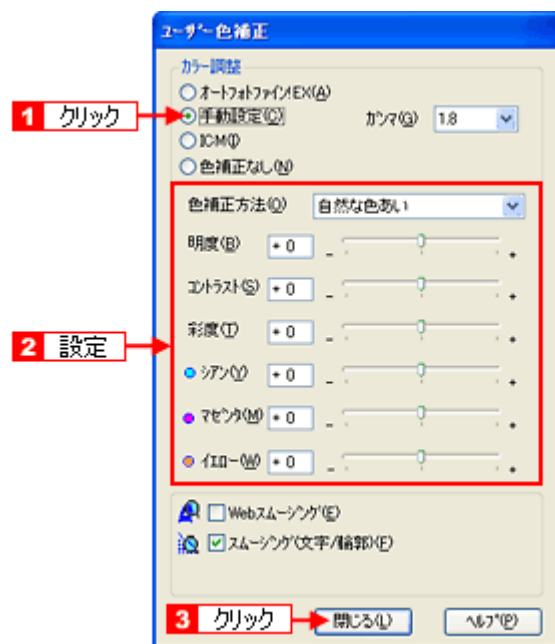 ユーザー色補正
カラー調整
オートフォトファイン!EX(A)
1 クリック
手動設定(C)
ガンマ(G) 1.8
ICM(I)
色補正なし(N)
色補正方法(O) 自然な色あい
明度(B) + 0 - +
コントラスト(S) + 0 - +
彩度(T) + 0 - +
2 設定
シアン(Y) + 0 - +
マゼンタ(M) + 0 - +
イエロー(W) + 0 - +
Webスムージング(E)
スムージング(文字/輪郭)(F)
3 クリック
閉じる(L) ヘルプ(P)